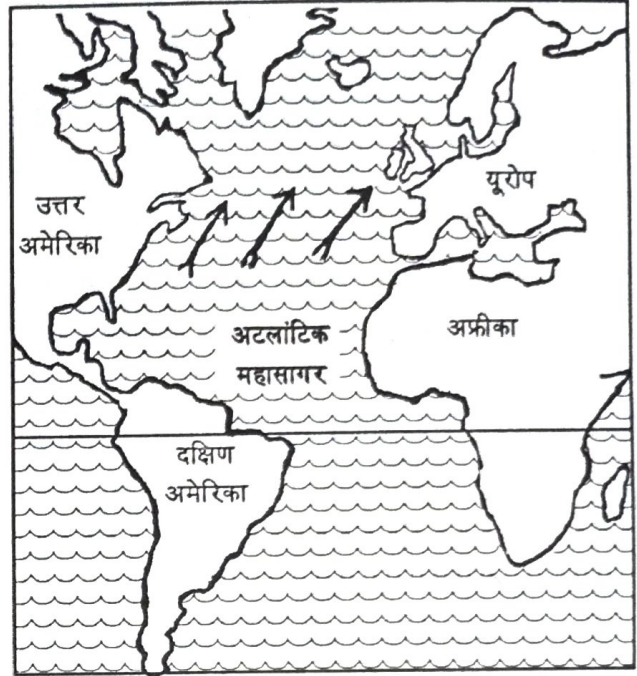 यूरोप
उत्तर
अमेरिका
अटलांटिक
महासागर
अफ्रीका
दक्षिण
अमेरिका